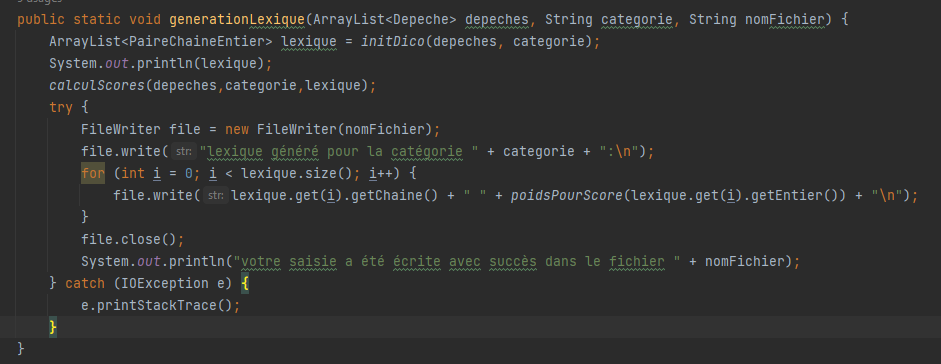 5 usages
public static void generationLexique(ArrayList<Depeche> depeches, String categorie, String nomFichier) {
    ArrayList<PaireChaineEntier> lexique = initDico(depeches, categorie);
    System.out.println(lexique);
    calculScores(depeches,categorie,lexique);
    try {
        FileWriter file = new FileWriter(nomFichier);
        file.write( str: "lexique généré pour la catégorie " + categorie + ":\n");
        for (int i = 0; i < lexique.size(); i++) {
            file.write( str: lexique.get(i).getChaine() + " " + poidsPourScore(lexique.get(i).getEntier()) + "\n");
        }
        file.close();
        System.out.println("votre saisie a été écrite avec succès dans le fichier " + nomFichier);
    } catch (IOException e) {
        e.printStackTrace();
    }
}